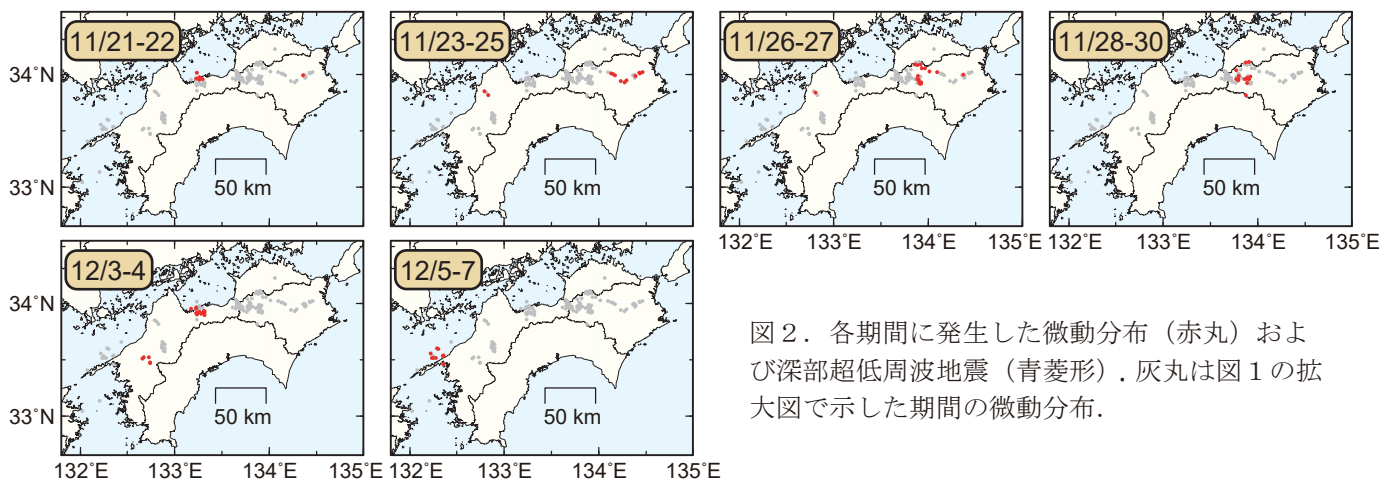 11/21-22
11/23-25
11/26-27
11/28-30
34˚N
33˚N
50 km
50 km
50 km
50 km
132˚E
133˚E
134˚E
135˚E
132˚E
133˚E
134˚E
135˚E
12/3-4
12/5-7
34˚N
33˚N
50 km
50 km
132˚E
133˚E
134˚E
135˚E
132˚E
133˚E
134˚E
135˚E
図２．各期間に発生した微動分布（赤丸）およ
び深部超低周波地震（青菱形）．灰丸は図１の拡
大図で示した期間の微動分布．